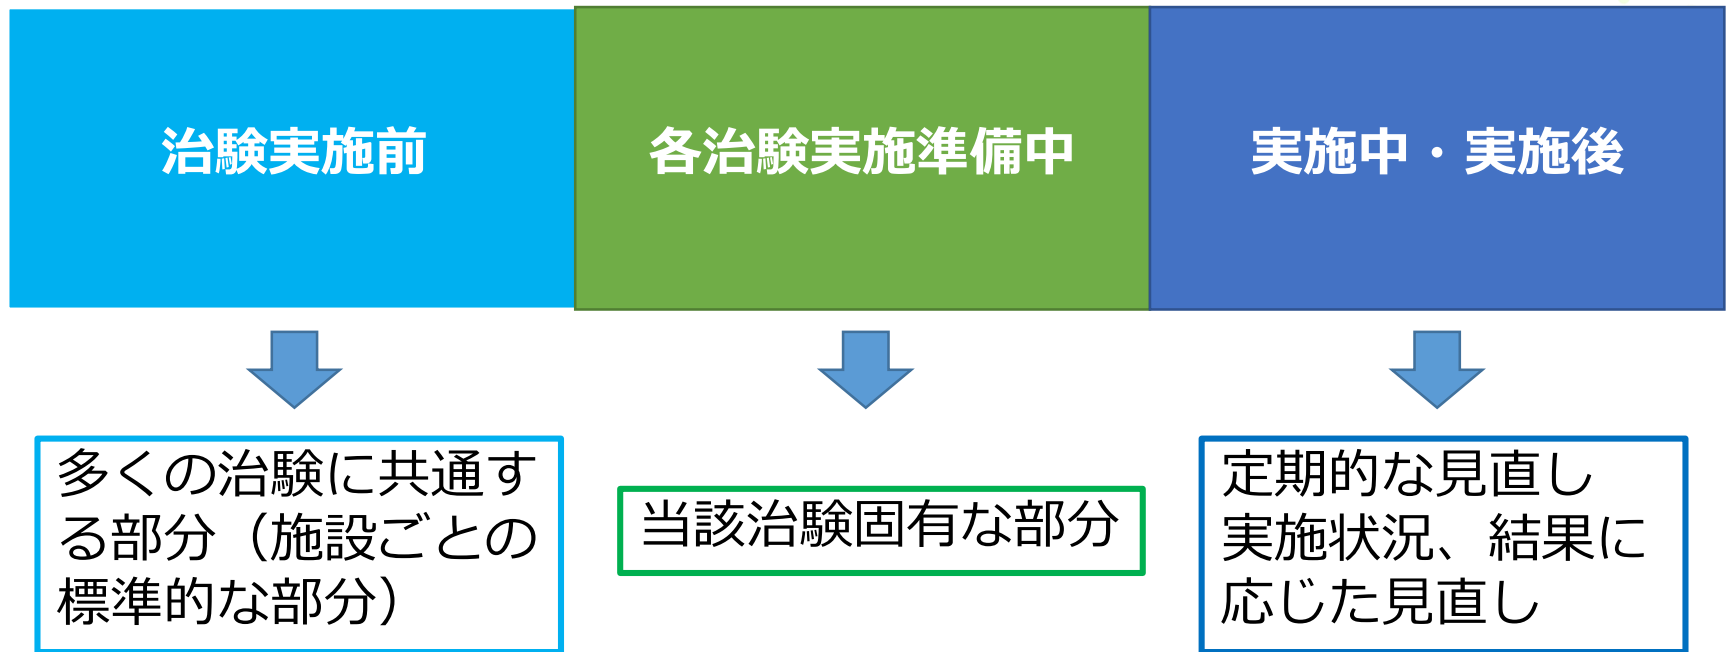 治験実施前
各治験実施準備中
実施中・実施後
多くの治験に共通す
る部分（施設ごとの
標準的な部分）
当該治験固有な部分
定期的な見直し
実施状況、結果に
応じた見直し